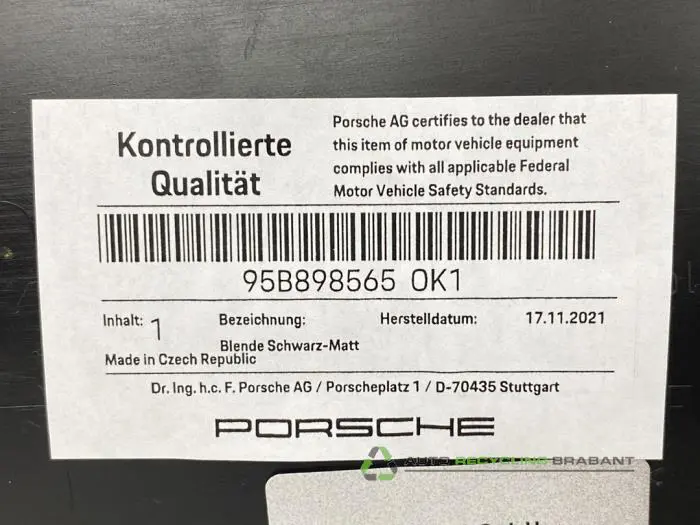 Kontrollierte
Qualität
Porsche AG certifies to the dealer that
this item of motor vehicle equipment
complies with all applicable Federal
Motor Vehicle Safety Standards.
95B898565 OK1
Inhalt: 1 Bezeichnung: Herstelldatum: 17.11.2021
Blende Schwarz-Matt
Made in Czech Republic
Dr. Ing. h.c. F. Porsche AG / Porscheplatz 1 / D-70435 Stuttgart
PORSCHE
AUTO RECYCLING BRABANT